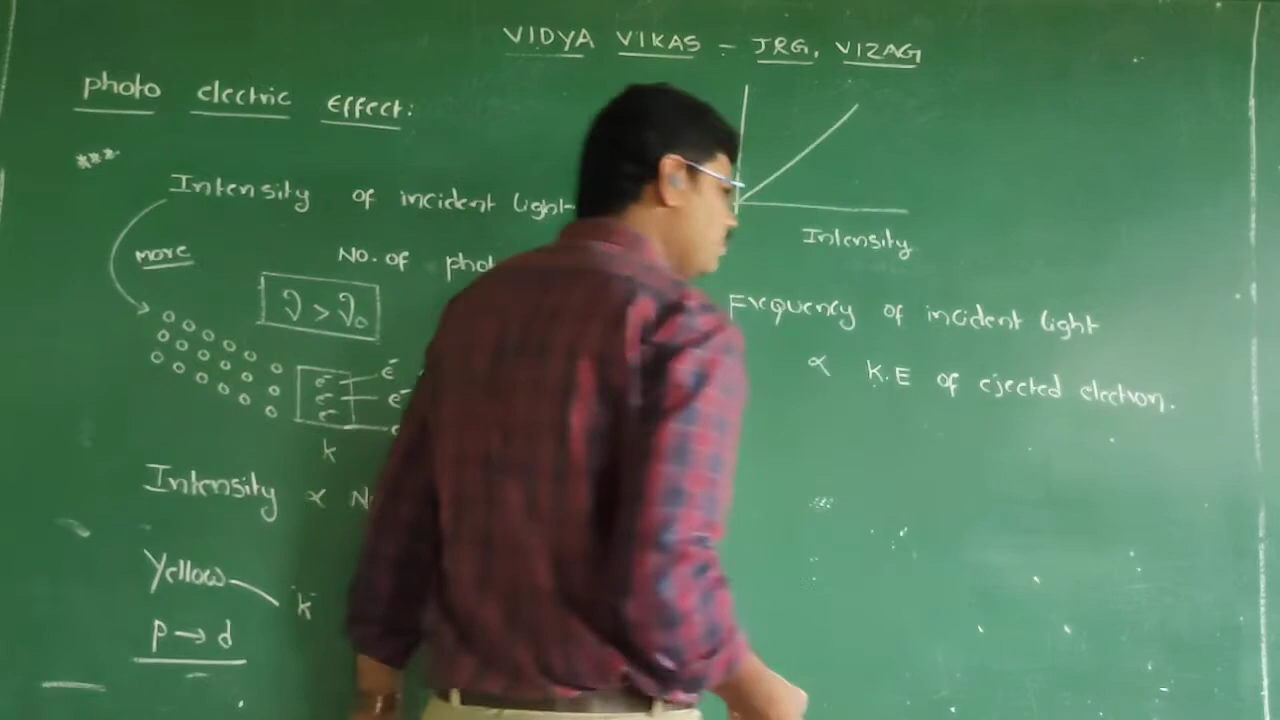 VIDYA VIKAS - JRG, VIZAG
photo electric Effect:
***
Intensity of incident light
more
No. of
ν > ν₀
e⁻ e⁻
e⁻ e⁻
e⁻
K
Intensity ∝
Yellow K
p → d
Intensity
Frequency of incident light
∝ K.E of ejected electron.